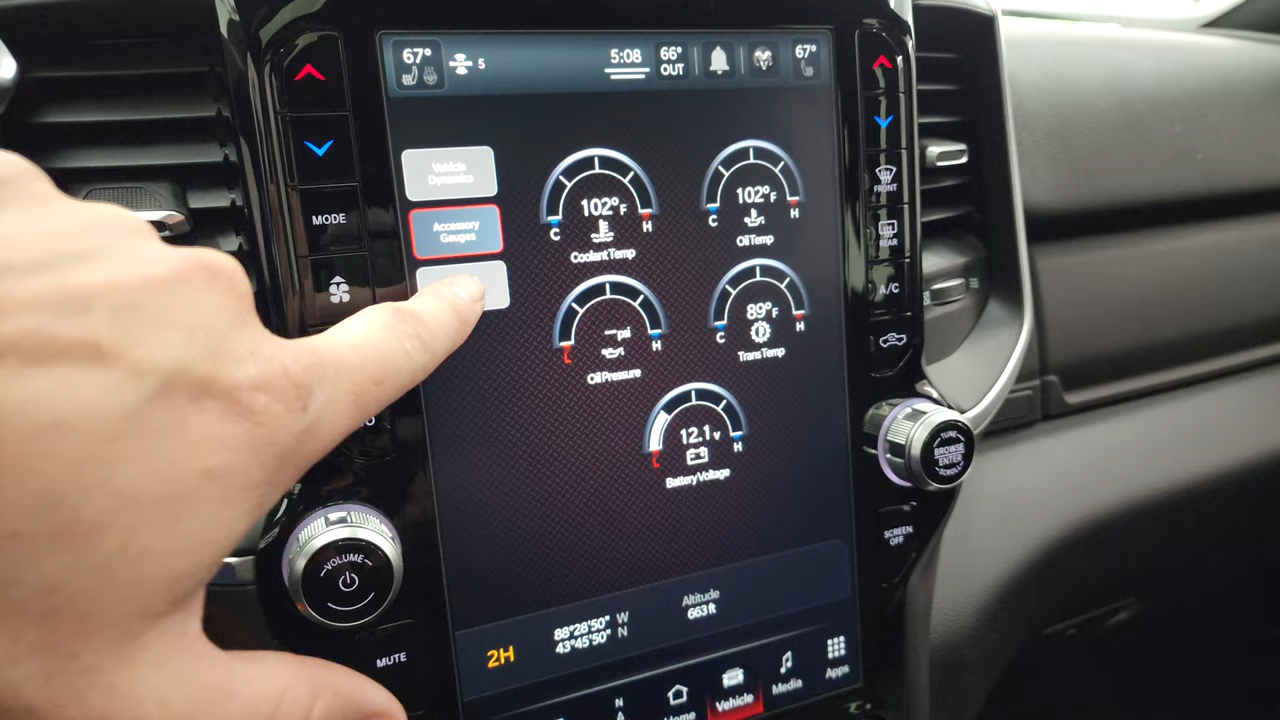 67° 5 5:08 66° OUT 67°
MODE
Vehicle
Dynamics
Accessory
Gauges
102°F
C H
Coolant Temp
102°F
C H
Oil Temp
psi
L H
Oil Pressure
89°F
C H
Trans Temp
12.1v
L H
Battery Voltage
FRONT
REAR
A/C
TUNE
BROWSE
ENTER
SCROLL
SCREEN
OFF
VOLUME
MUTE
2H
88°28'50" W
43°45'50" N
Altitude
663 ft
N
Home
Vehicle
Media
Apps